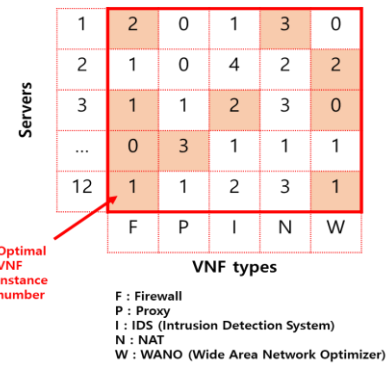 1 2 0 1 3 0
2 1 0 4 2 2
3 1 1 2 3 0
... 0 3 1 1 1
12 1 1 2 3 1
F P I N W
Servers
VNF types
Optimal
VNF
instance
number
F : Firewall
P : Proxy
I : IDS (Intrusion Detection System)
N : NAT
W : WANO (Wide Area Network Optimizer)